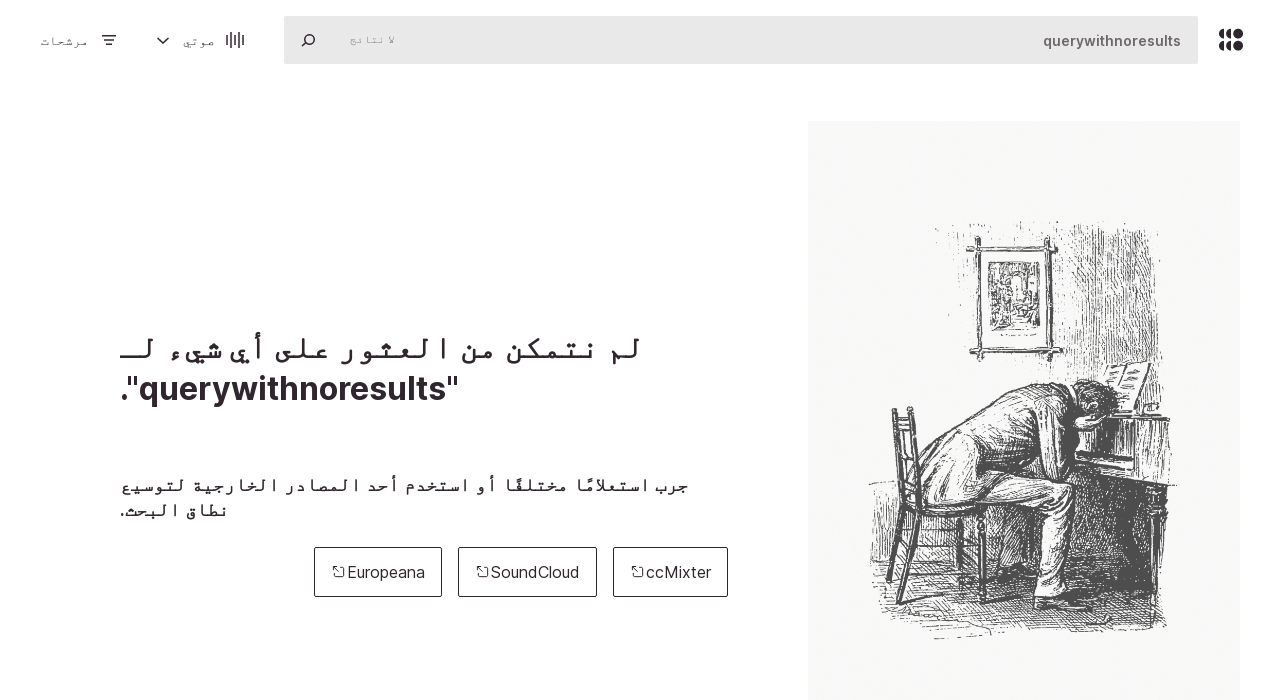 querywithnoresults
لا نتائج
صوتي
مرشحات
لم نتمكن من العثور على أي شيء لـ
"querywithnoresults".
جرب استعلامًا مختلفًا أو استخدم أحد المصادر الخارجية لتوسيع
نطاق البحث.
ccMixter
SoundCloud
Europeana